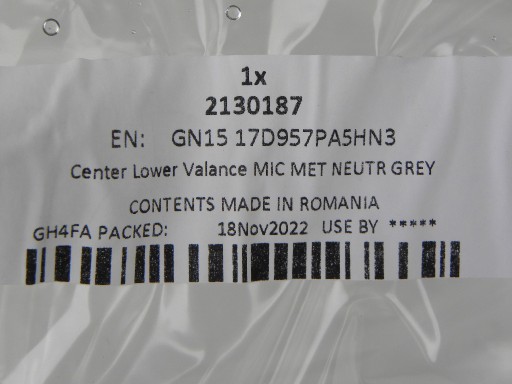 1x
2130187
EN: GN15 17D957PA5HN3
Center Lower Valance MIC MET NEUTR GREY
CONTENTS MADE IN ROMANIA
GH4FA PACKED: 18Nov2022 USE BY *****